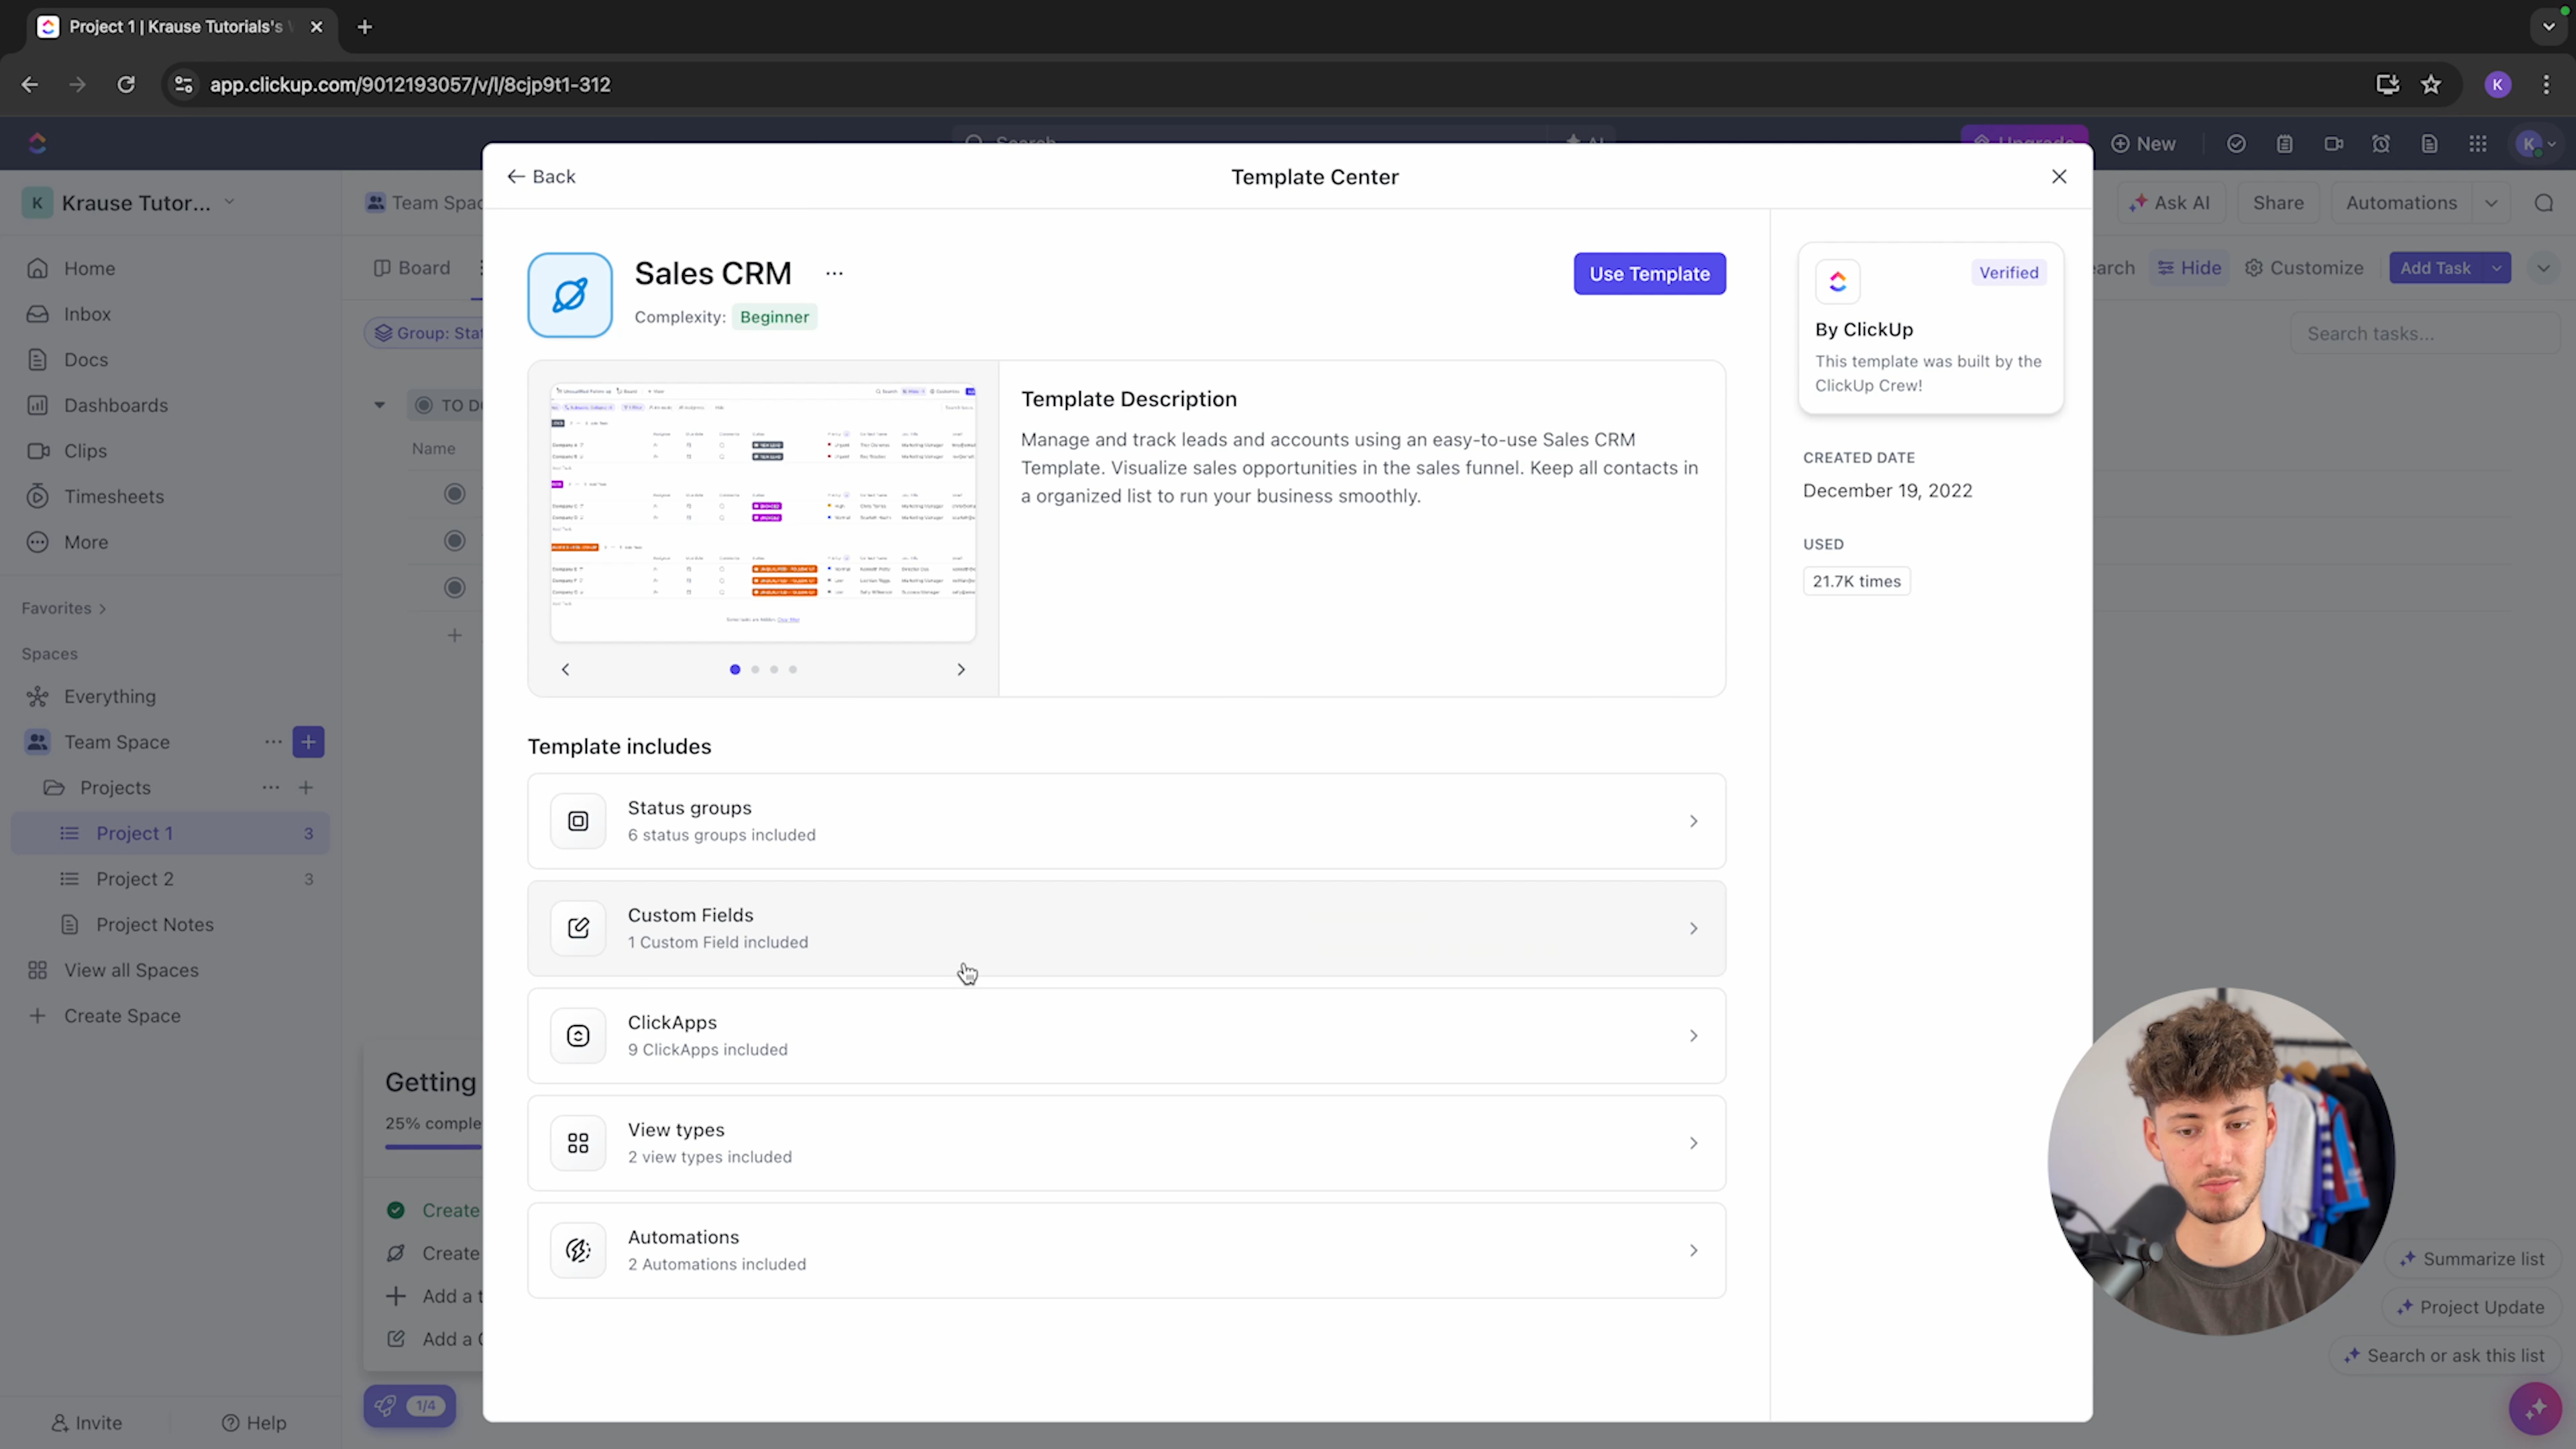 Project 1 | Krause Tutorials's
app.clickup.com/9012193057/v/l/8cjp9t1-312
K
Search
AI
Upgrade
New
K
K
Krause Tutor...
Team Spac
Ask AI
Share
Automations
Home
Inbox
Docs
Dashboards
Clips
Timesheets
More
Favorites
Spaces
Everything
Team Space
Projects
Project 1
3
Project 2
3
Project Notes
View all Spaces
Create Space
Invite
Help
Board
Group: Stat
TO DO
Name
arch
Hide
Customize
Add Task
Search tasks...
Getting
25% comple
Create
Create
Add a t
Add a C
1/4
Back
Template Center
Sales CRM
Complexity: Beginner
Use Template
Template Description
Manage and track leads and accounts using an easy-to-use Sales CRM
Template. Visualize sales opportunities in the sales funnel. Keep all contacts in
a organized list to run your business smoothly.
Template includes
Status groups
6 status groups included
Custom Fields
1 Custom Field included
ClickApps
9 ClickApps included
View types
2 view types included
Automations
2 Automations included
Verified
By ClickUp
This template was built by the
ClickUp Crew!
CREATED DATE
December 19, 2022
USED
21.7K times
Summarize list
Project Update
Search or ask this list